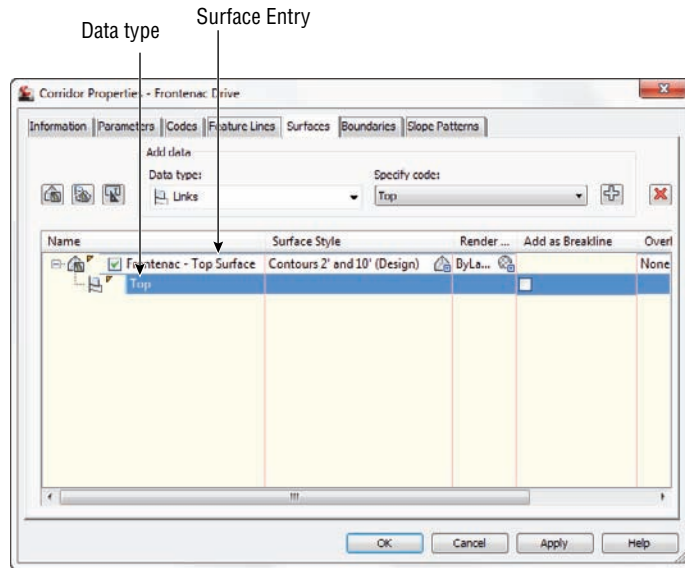 Surface Entry
Data type
Corridor Properties - Frontenac Drive
Information Parameters Codes Feature Lines Surfaces Boundaries Slope Patterns
Add data
Data type: Specify code:
Links Top
Name Surface Style Render ... Add as Breakline Overl
Frontenac - Top Surface Contours 2' and 10' (Design) ByLa... None
Top
OK Cancel Apply Help